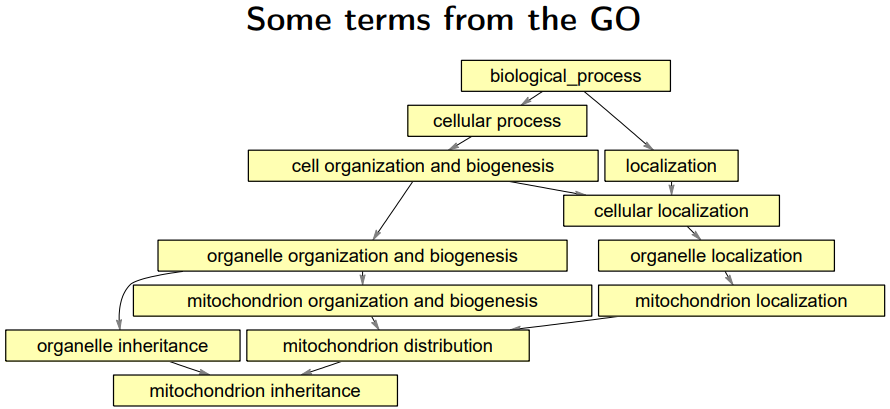 Some terms from the GO
biological_process
cellular process
cell organization and biogenesis
localization
cellular localization
organelle organization and biogenesis
organelle localization
mitochondrion organization and biogenesis
mitochondrion localization
organelle inheritance
mitochondrion distribution
mitochondrion inheritance